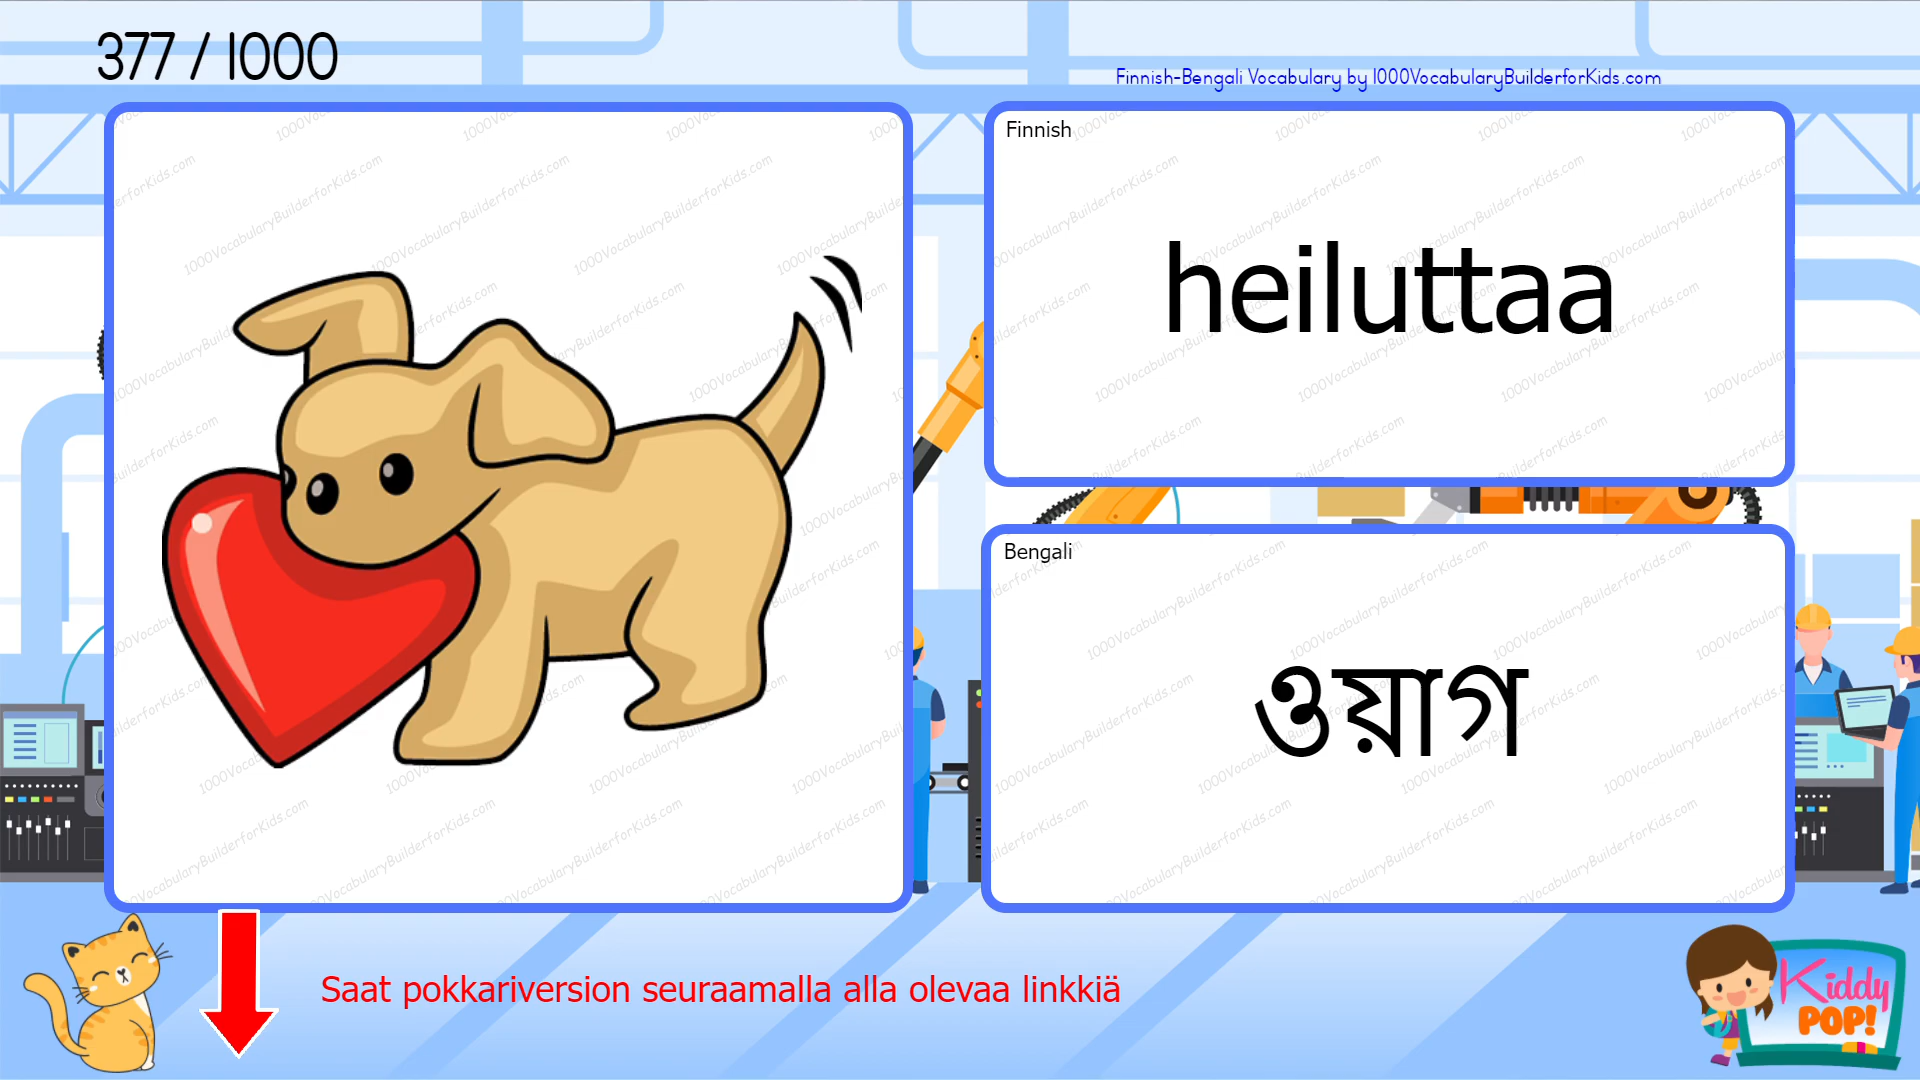 377 / 1000
Finnish-Bengali Vocabulary by 1000VocabularyBuilderforKids.com
Finnish
heiluttaa
Bengali
ওয়াগ
Saat pokkariversion seuraamalla alla olevaa linkkiä
Kiddy
POP!